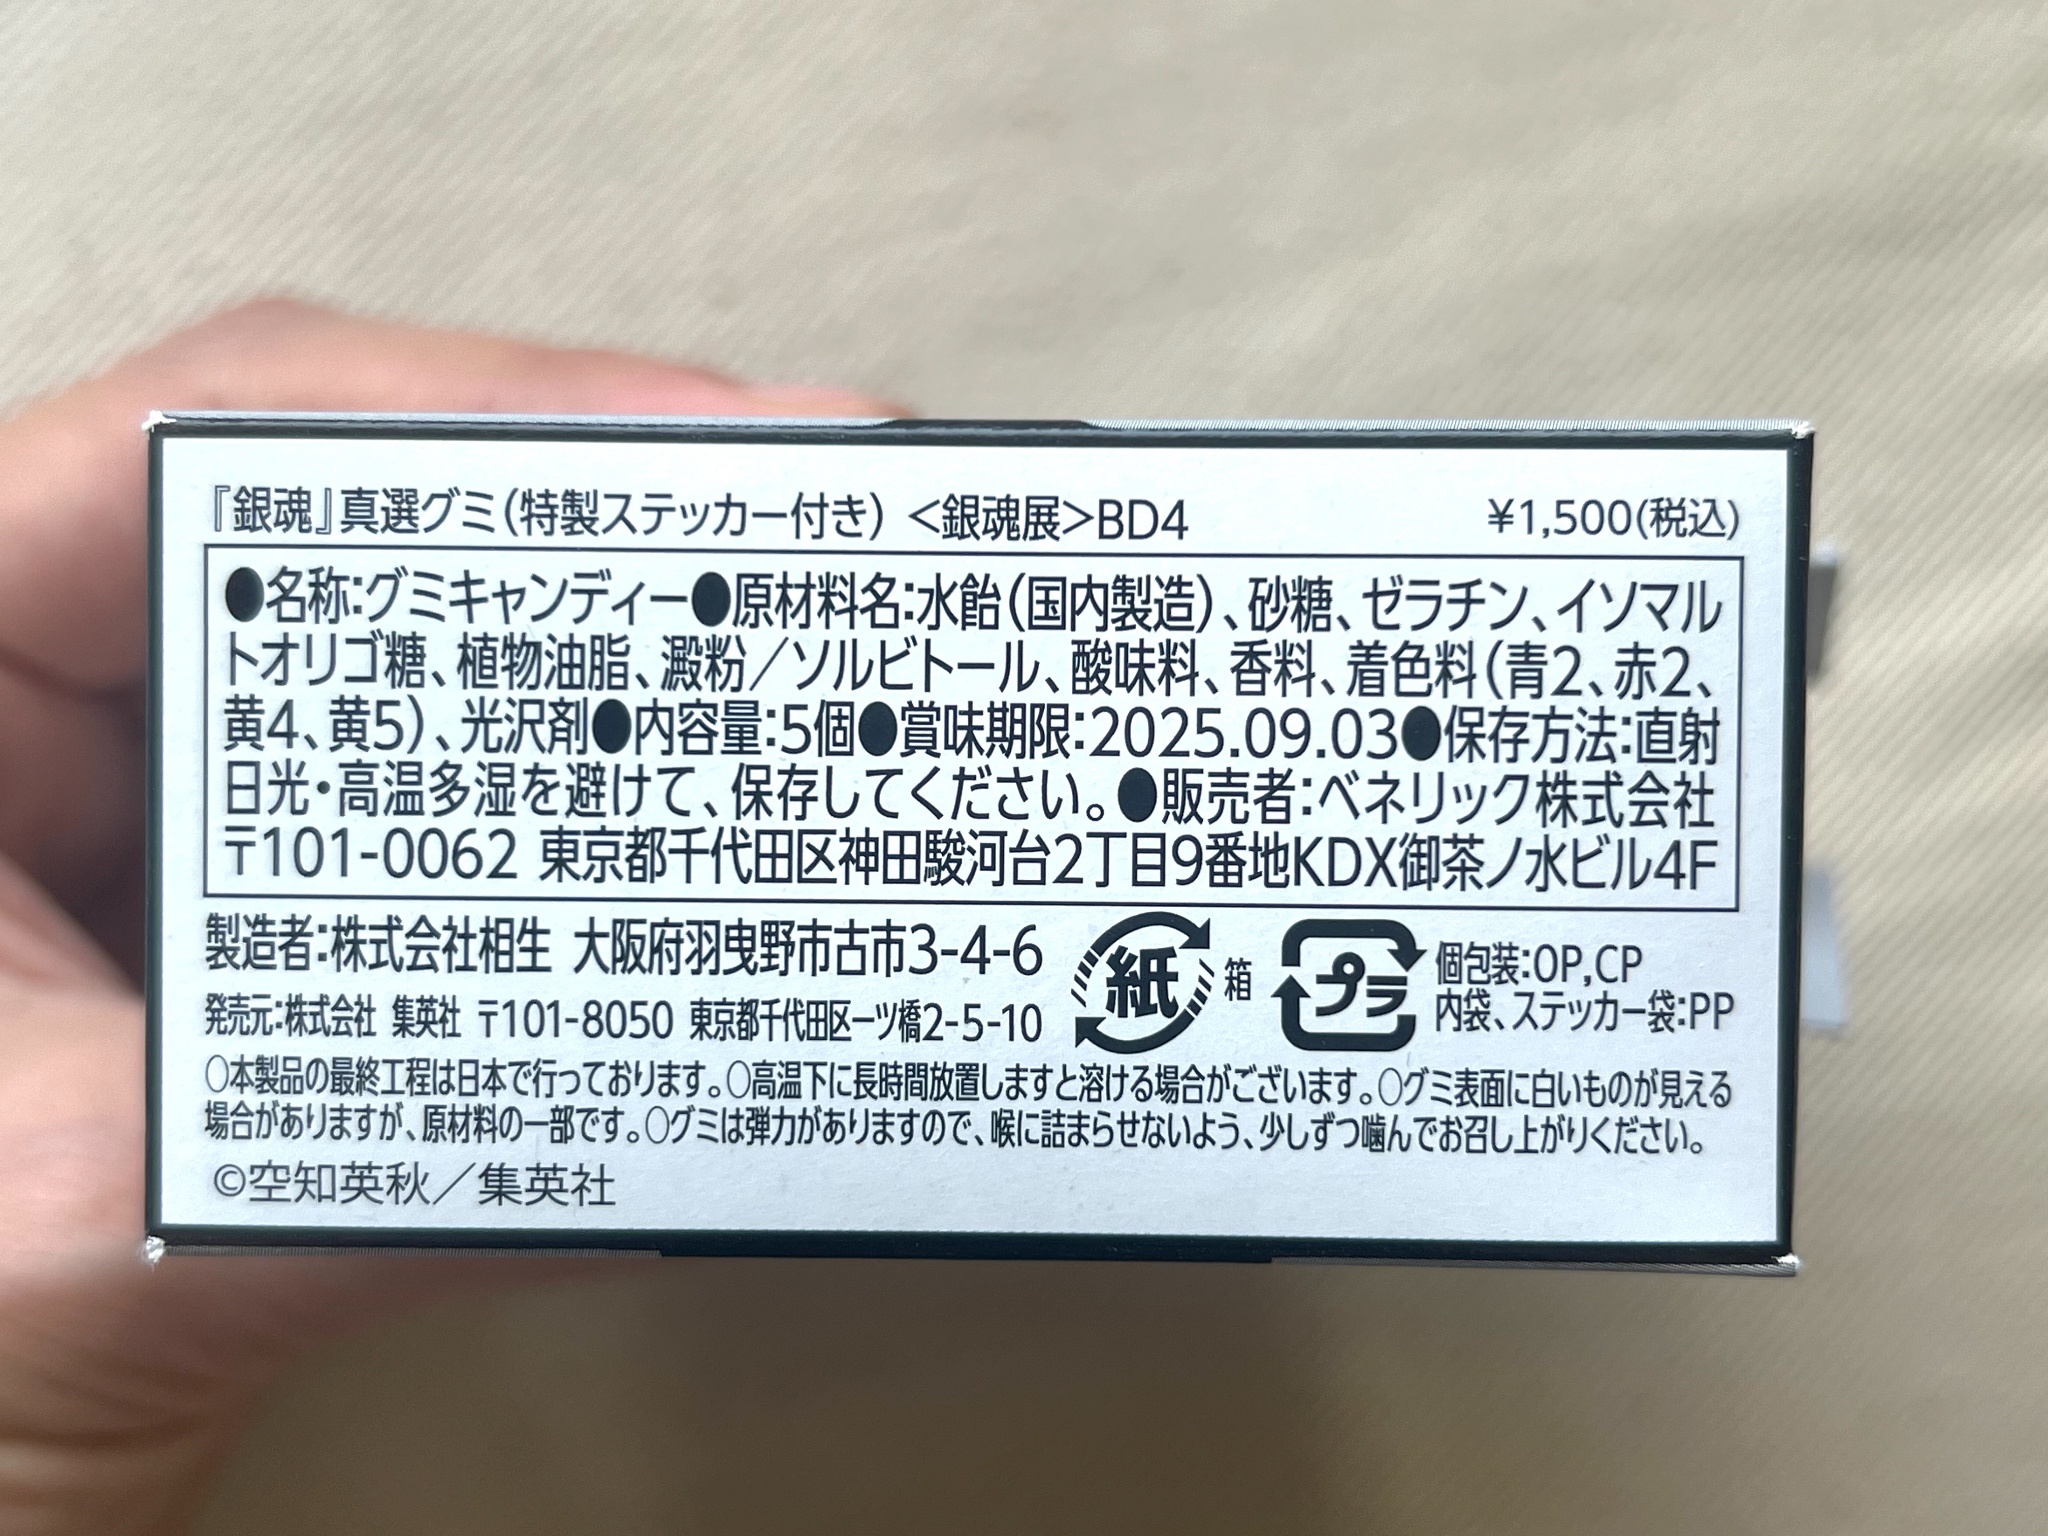 『銀魂』真選グミ(特製ステッカー付き) <銀魂展>BD4 ¥1,500(税込)
●名称:グミキャンディー●原材料名:水飴(国内製造)、砂糖、ゼラチン、イソマル
トオリゴ糖、植物油脂、澱粉/ソルビトール、酸味料、香料、着色料(青2、赤2、
黄4、黄5)、光沢剤●内容量:5個●賞味期限:2025.09.03●保存方法:直射
日光・高温多湿を避けて、保存してください。●販売者:ベネリック株式会社
〒101-0062 東京都千代田区神田駿河台2丁目9番地KDX御茶ノ水ビル4F
製造者:株式会社相生 大阪府羽曳野市古市3-4-6
発売元:株式会社 集英社 〒101-8050 東京都千代田区一ツ橋2-5-10
紙 箱
プラ 個包装:OP,CP
内袋、ステッカー袋:PP
○本製品の最終工程は日本で行っております。○高温下に長時間放置しますと溶ける場合がございます。○グミ表面に白いものが見える
場合がありますが、原材料の一部です。○グミは弾力がありますので、喉に詰まらせないよう、少しずつ噛んでお召し上がりください。
©空知英秋/集英社